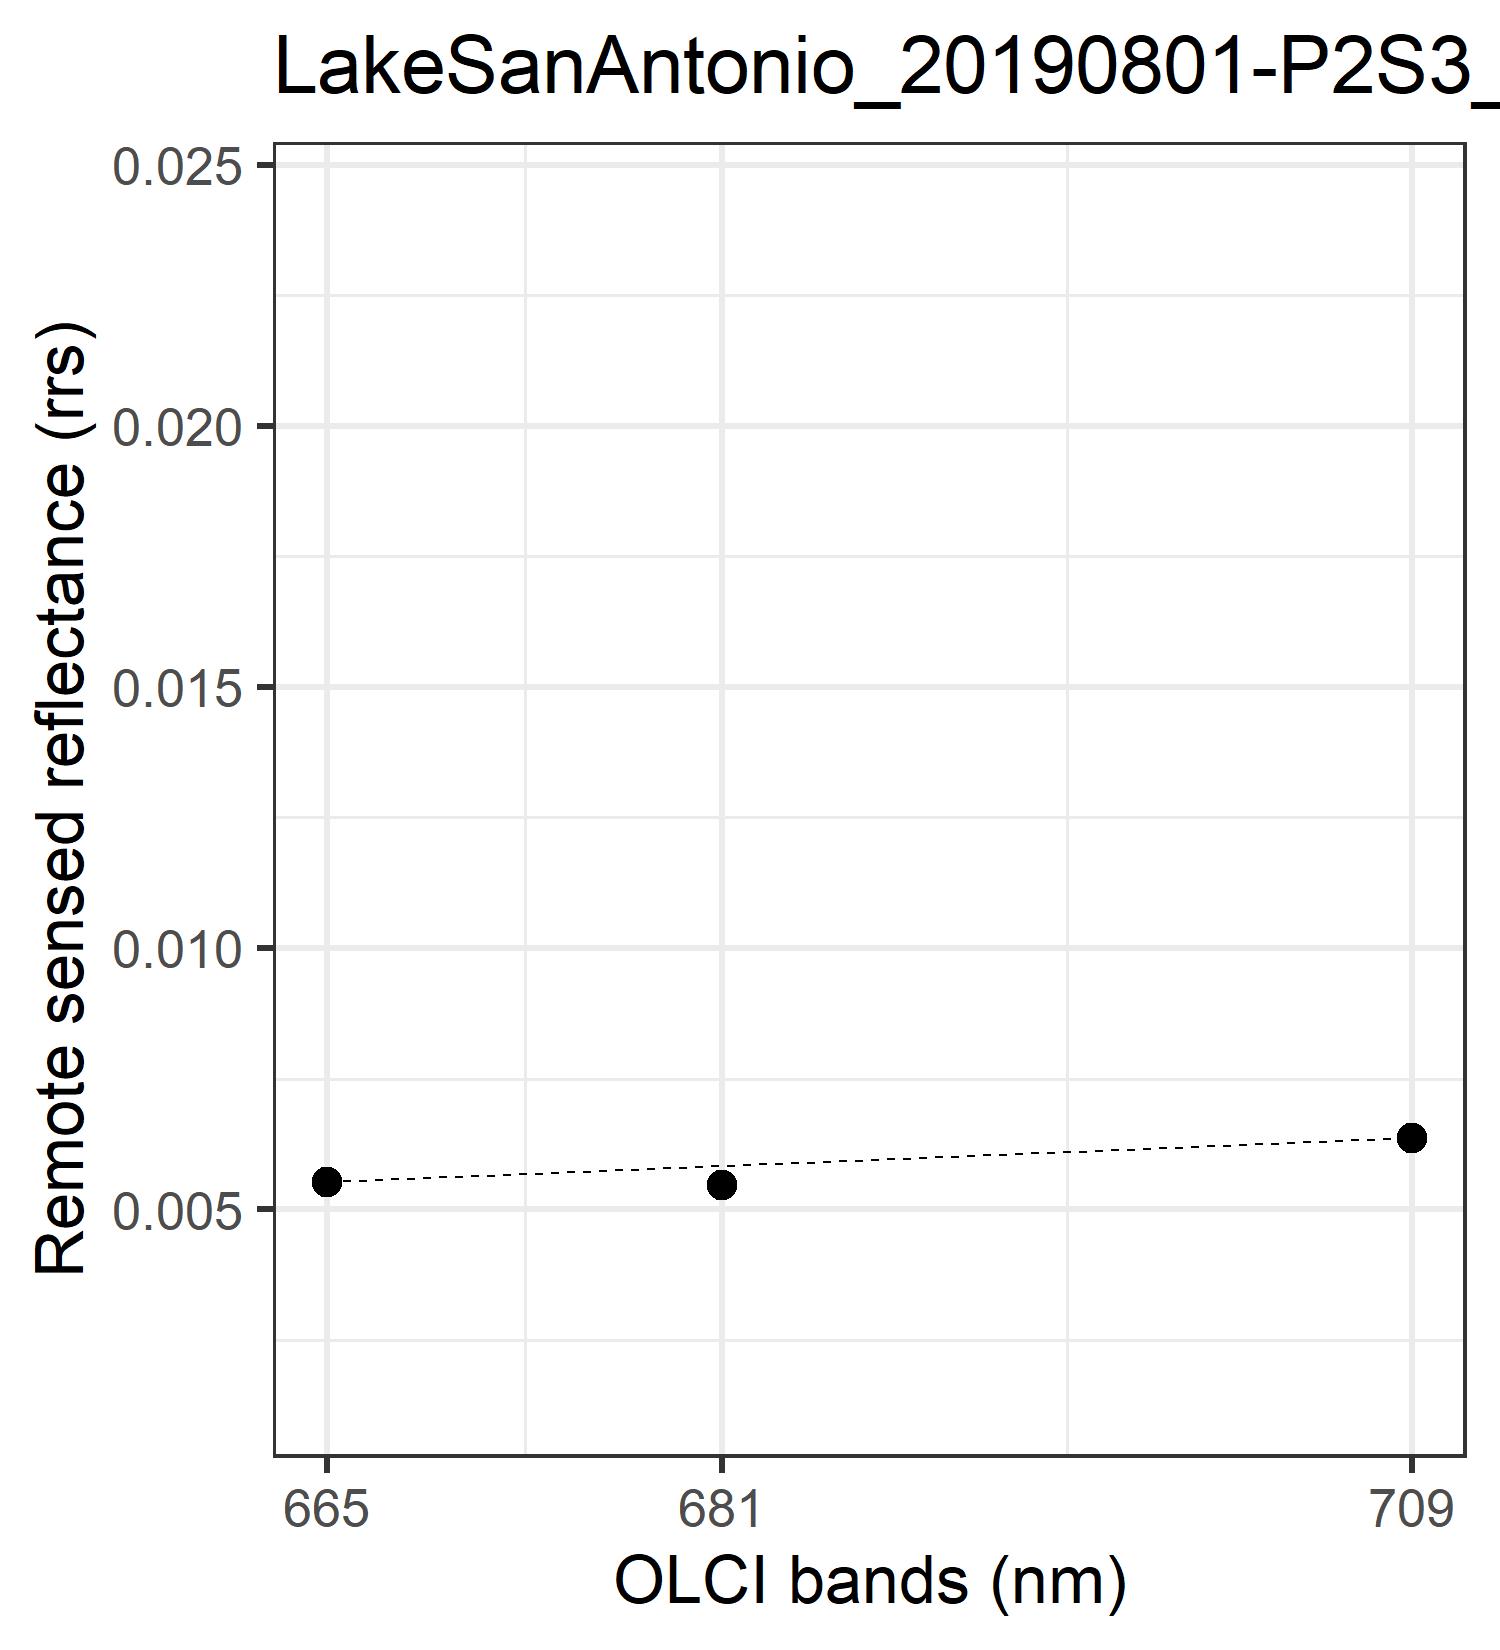 LakeSanAntonio_20190801-P2S3_
0.025
0.020
0.015
0.010
0.005
Remote sensed reflectance (rrs)
665 681 709
OLCI bands (nm)